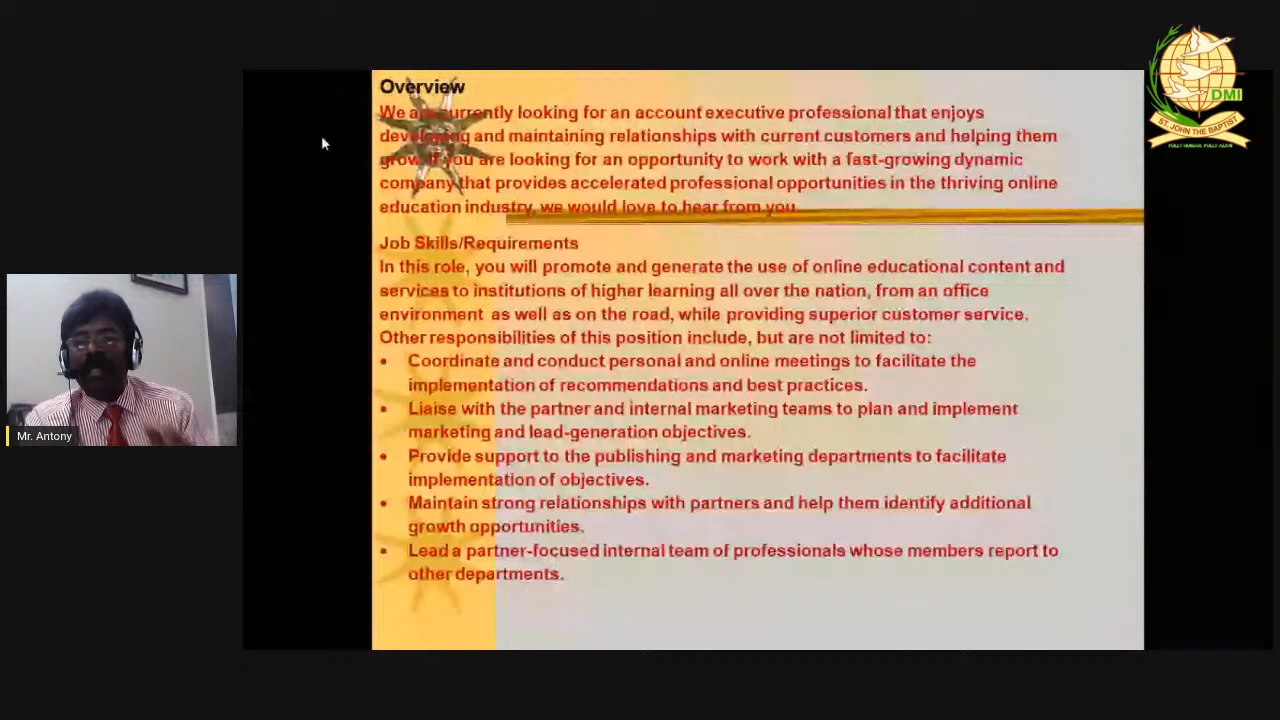 Overview
We are currently looking for an account executive professional that enjoys
developing and maintaining relationships with current customers and helping them
grow. If you are looking for an opportunity to work with a fast-growing dynamic
company that provides accelerated professional opportunities in the thriving online
education industry, we would love to hear from you
Job Skills/Requirements
In this role, you will promote and generate the use of online educational content and
services to institutions of higher learning all over the nation, from an office
environment as well as on the road, while providing superior customer service.
Other responsibilities of this position include, but are not limited to:
• Coordinate and conduct personal and online meetings to facilitate the
implementation of recommendations and best practices.
• Liaise with the partner and internal marketing teams to plan and implement
marketing and lead-generation objectives.
• Provide support to the publishing and marketing departments to facilitate
implementation of objectives.
• Maintain strong relationships with partners and help them identify additional
growth opportunities.
• Lead a partner-focused internal team of professionals whose members report to
other departments.
Mr. Antony
DMI
ST. JOHN THE BAPTIST
FULLY HUMAN, FULLY ALIVE